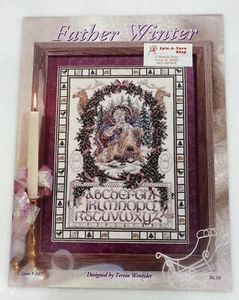 Father Winter
Spin-A-Yarn
Shop
ABCDEFGHI
JKLMNOPQ
RSTUVWXYZ
Designed by Teresa Wentzler
$6.50